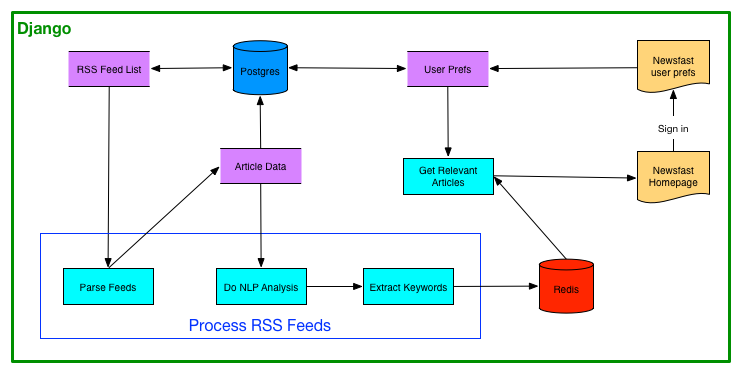 Django
RSS Feed List
Postgres
User Prefs
Newsfast
user prefs
Sign in
Article Data
Get Relevant
Articles
Newsfast
Homepage
Parse Feeds
Do NLP Analysis
Extract Keywords
Redis
Process RSS Feeds